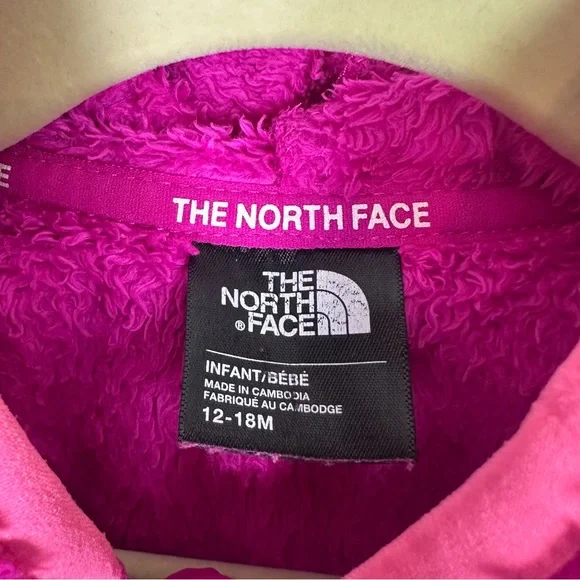 E
THE NORTH FACE
THE
NORTH
®FACE
INFANT/BÉBÉ
MADE IN CAMBODIA
FABRIQUÉ AU CAMBODGE
12-18M